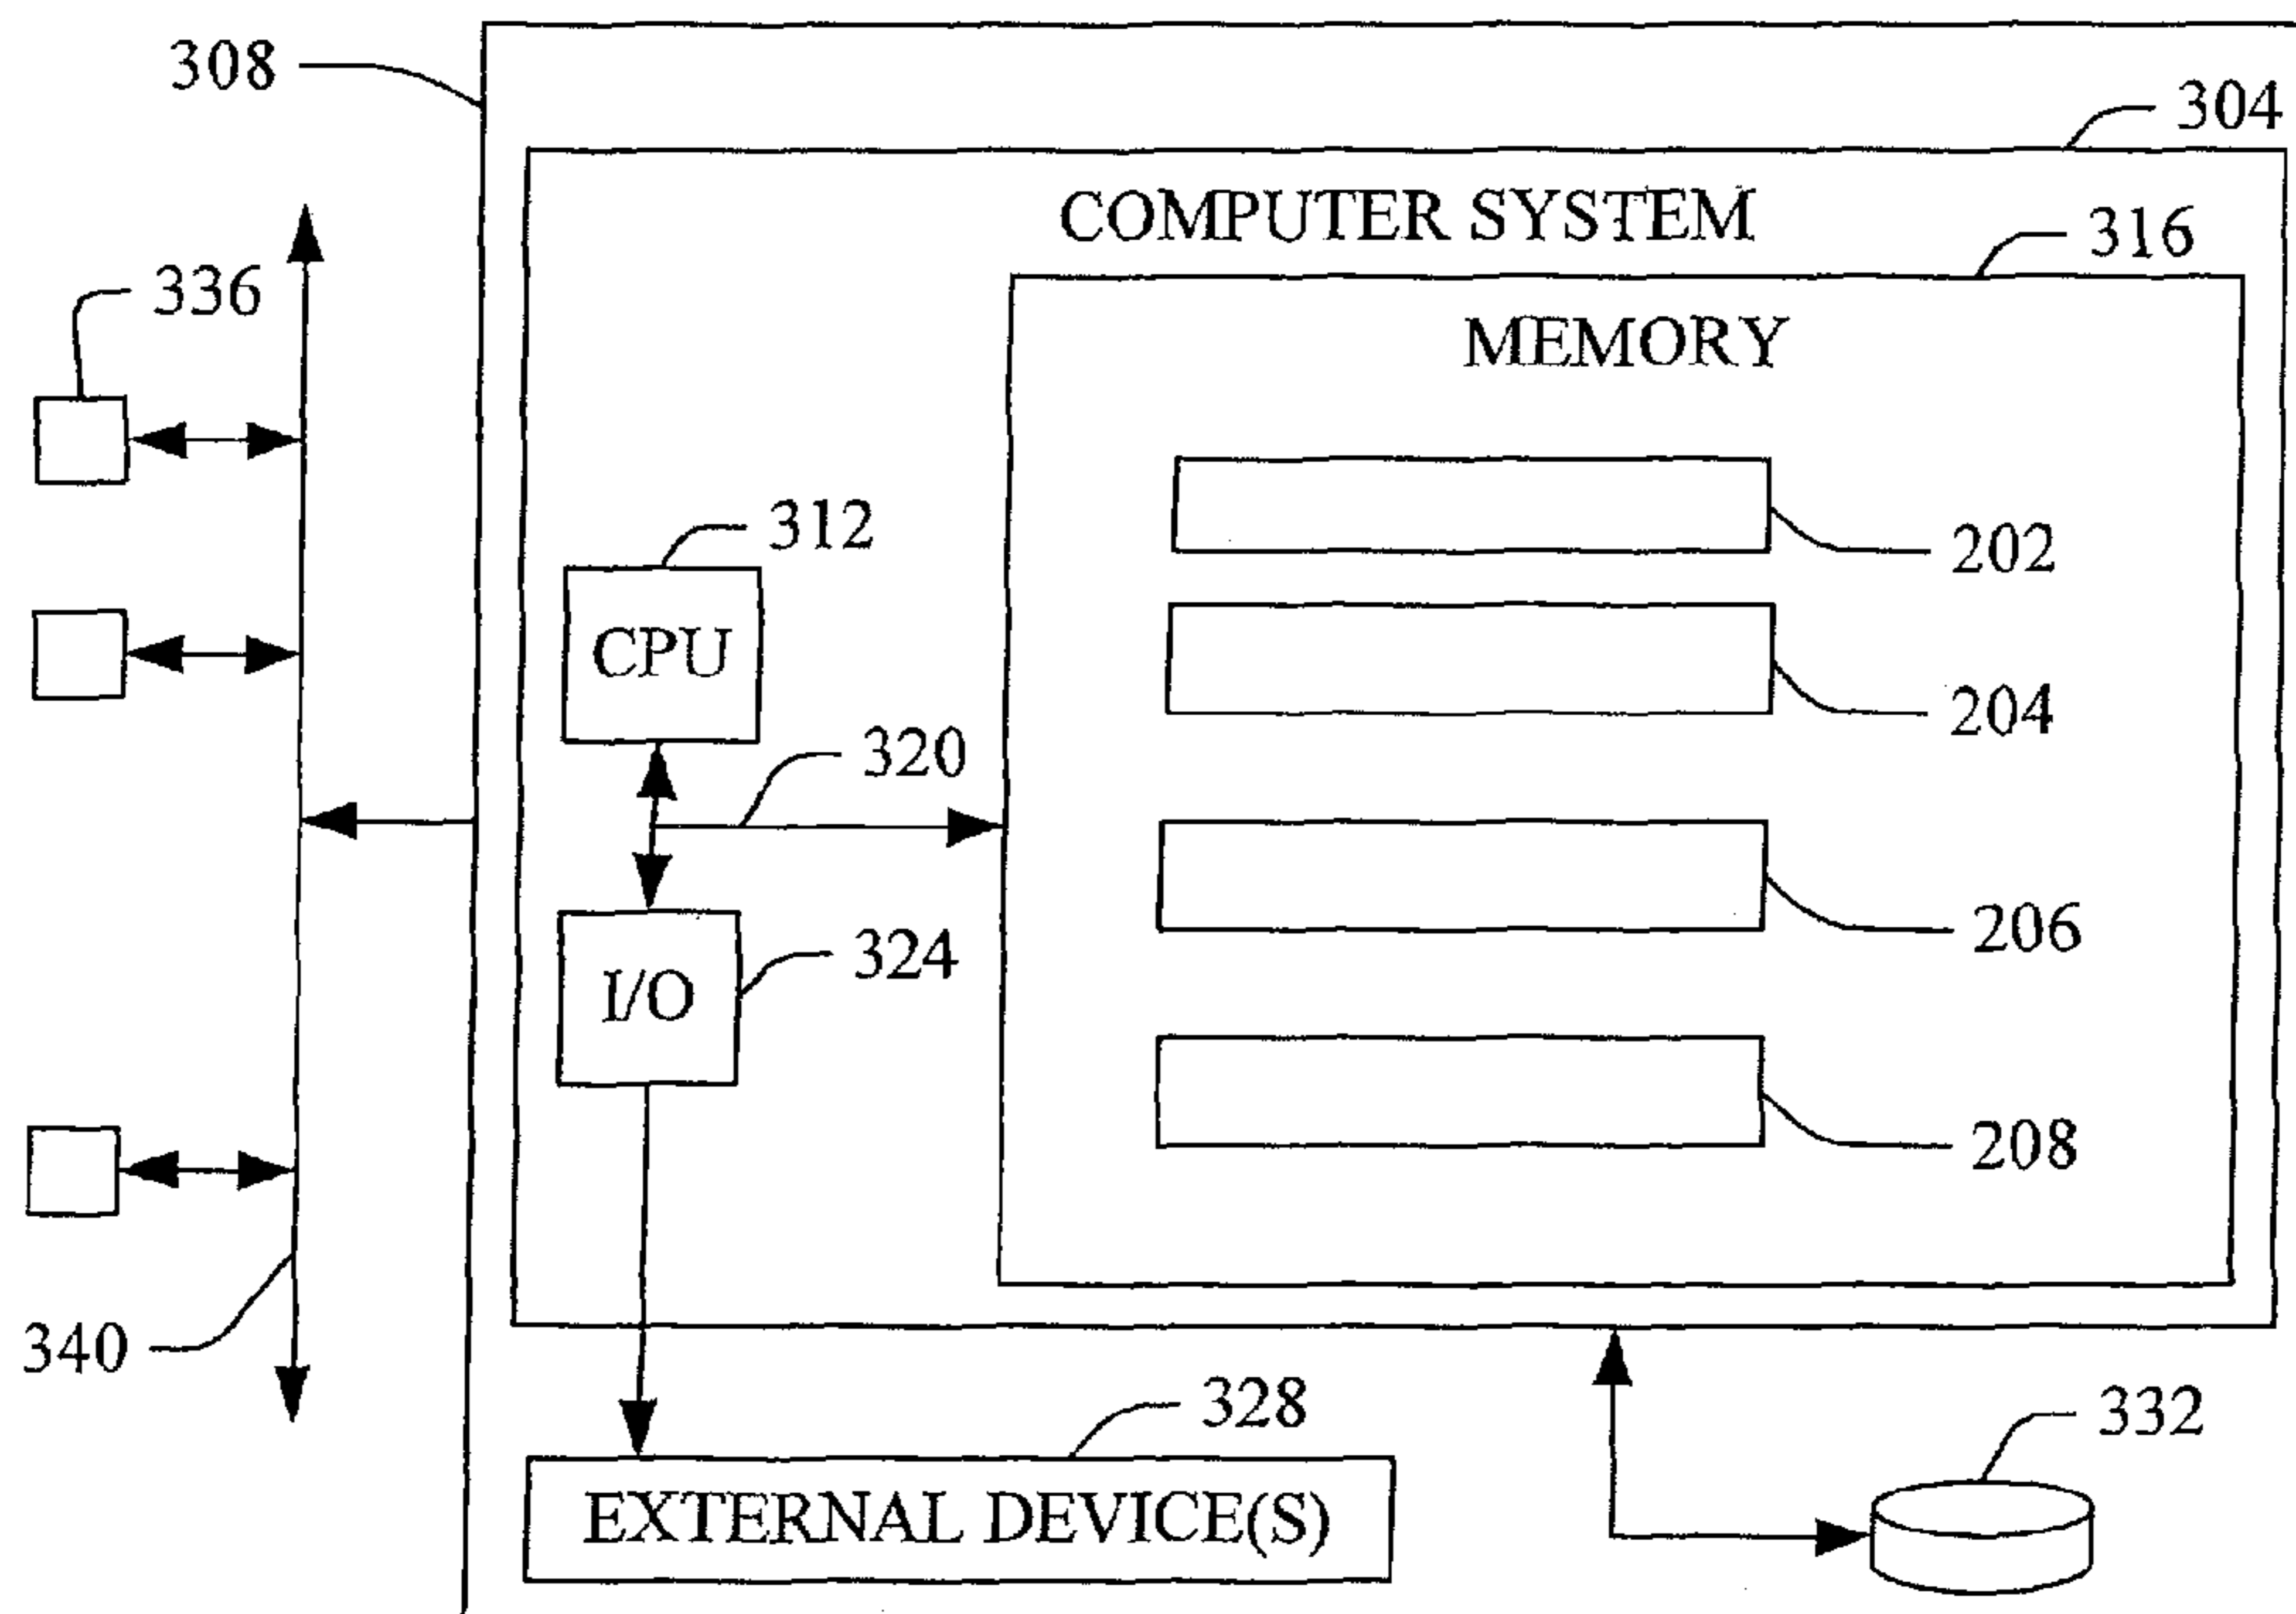 308
304
COMPUTER SYSTEM
316
336
MEMORY
312
202
CPU
204
320
206
324
I/O
208
340
328
332
EXTERNAL DEVICE(S)